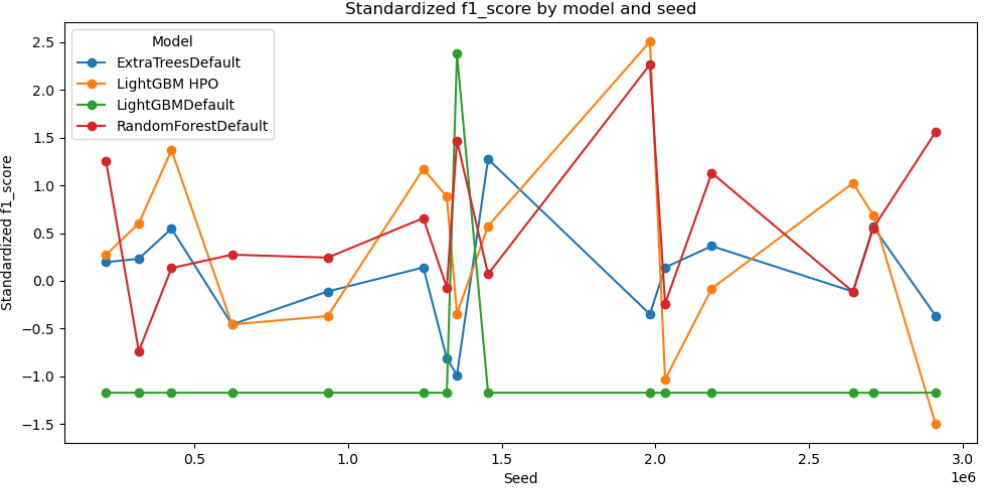 Standardized f1_score by model and seed
Model
ExtraTreesDefault
LightGBM HPO
LightGBMDefault
RandomForestDefault
Standardized f1_score
2.5
2.0
1.5
1.0
0.5
0.0
−0.5
−1.0
−1.5
0.5
1.0
1.5
2.0
2.5
3.0
1e6
Seed